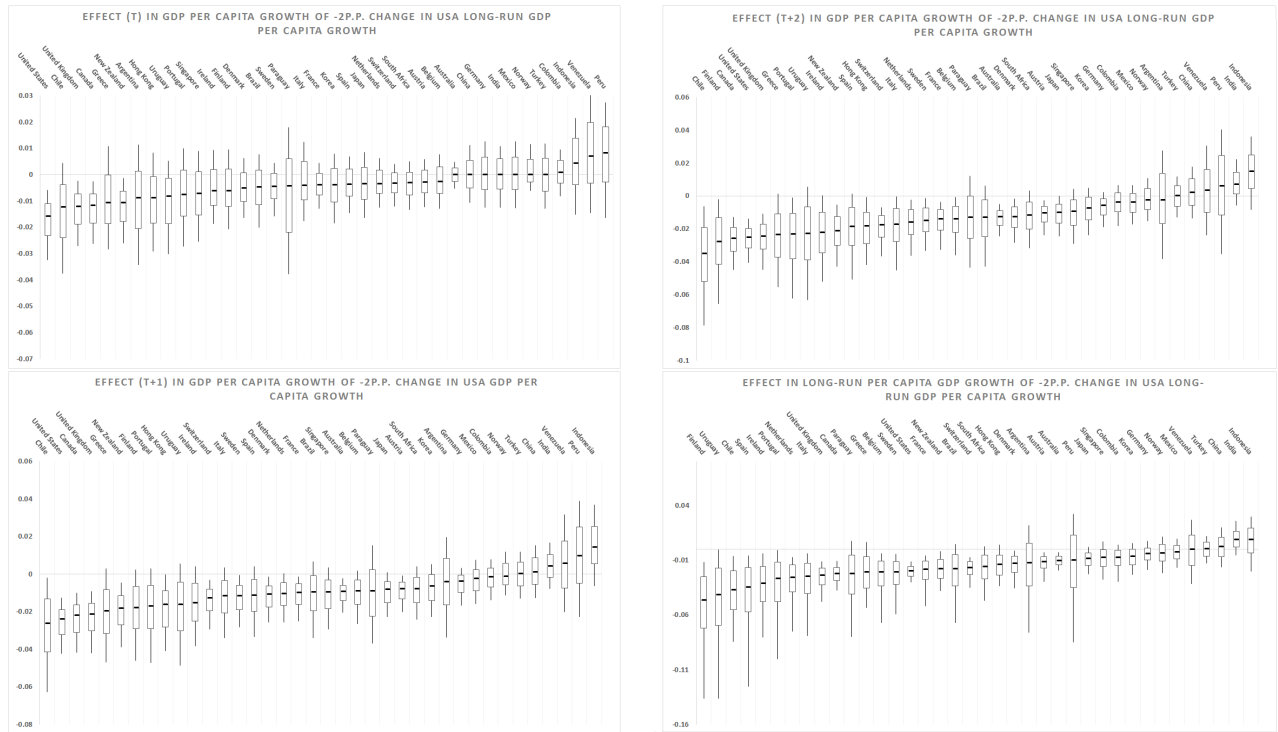 EFFECT (T) IN GDP PER CAPITA GROWTH OF -2P.P. CHANGE IN USA LONG-RUN GDP
PER CAPITA GROWTH
United States
Chile
United Kingdom
Canada
Greece
New Zealand
Argentina
Hong Kong
Uruguay
Portugal
Singapore
Ireland
Finland
Denmark
Brazil
Sweden
Paraguay
Italy
France
Korea
Spain
Japan
Netherlands
Switzerland
South Africa
Austria
Belgium
Australia
China
Germany
India
Mexico
Norway
Turkey
Colombia
Indonesia
Venezuela
Peru
0.03
0.02
0.01
0
-0.01
-0.02
-0.03
-0.04
-0.05
-0.06
-0.07
EFFECT (T+2) IN GDP PER CAPITA GROWTH OF -2P.P. CHANGE IN USA LONG-RUN GDP
PER CAPITA GROWTH
Chile
Finland
Canada
United States
United Kingdom
Greece
Portugal
Uruguay
Ireland
New Zealand
Spain
Hong Kong
Switzerland
Italy
Netherlands
Sweden
France
Belgium
Paraguay
Brazil
Australia
Denmark
South Africa
Austria
Japan
Singapore
Korea
Germany
Colombia
Mexico
Norway
Argentina
Turkey
China
Venezuela
Peru
India
Indonesia
0.06
0.04
0.02
0
-0.02
-0.04
-0.06
-0.08
-0.1
EFFECT (T+1) IN GDP PER CAPITA GROWTH OF -2P.P. CHANGE IN USA GDP PER
CAPITA GROWTH
Chile
United States
Canada
United Kingdom
Greece
New Zealand
Finland
Portugal
Hong Kong
Uruguay
Ireland
Switzerland
Italy
Sweden
Spain
Denmark
Netherlands
France
Brazil
Singapore
Australia
Belgium
Paraguay
Japan
Austria
South Africa
Korea
Argentina
Germany
Mexico
Colombia
Norway
Turkey
China
India
Venezuela
Peru
Indonesia
0.06
0.04
0.02
0
-0.02
-0.04
-0.06
-0.08
EFFECT IN LONG-RUN PER CAPITA GDP GROWTH OF -2P.P. CHANGE IN USA LONG-
RUN GDP PER CAPITA GROWTH
Finland
Uruguay
Chile
Spain
Ireland
Portugal
Netherlands
Italy
United Kingdom
Canada
Paraguay
Greece
Belgium
Sweden
United States
France
New Zealand
Brazil
Switzerland
South Africa
Hong Kong
Denmark
Argentina
Austria
Australia
Peru
Japan
Singapore
Colombia
Korea
Germany
Norway
Mexico
Venezuela
Turkey
China
India
Indonesia
0.04
-0.01
-0.06
-0.11
-0.16